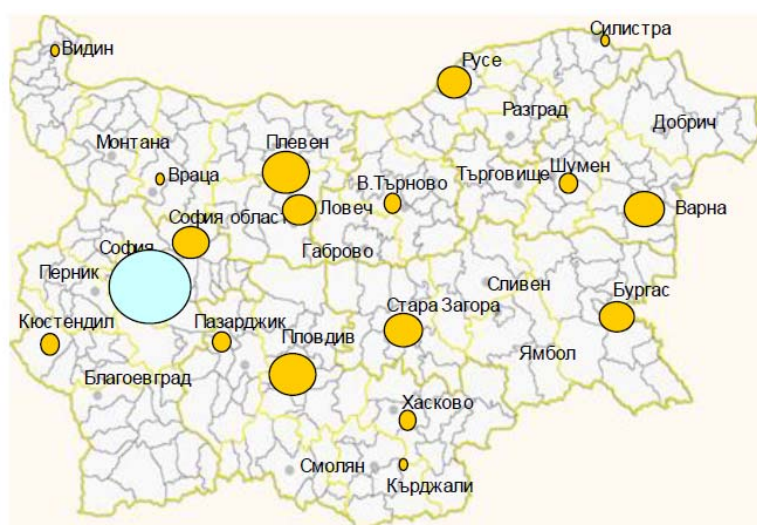 Силистра
Видин
Русе
Разград
Добрич
Монтана
Плевен
Враца
В.Търново
Търговище
Шумен
София област
Ловеч
Варна
София
Габрово
Перник
Сливен
Бургас
Стара Загора
Кюстендил
Пазарджик
Пловдив
Ямбол
Благоевград
Хасково
Смолян
Кърджали